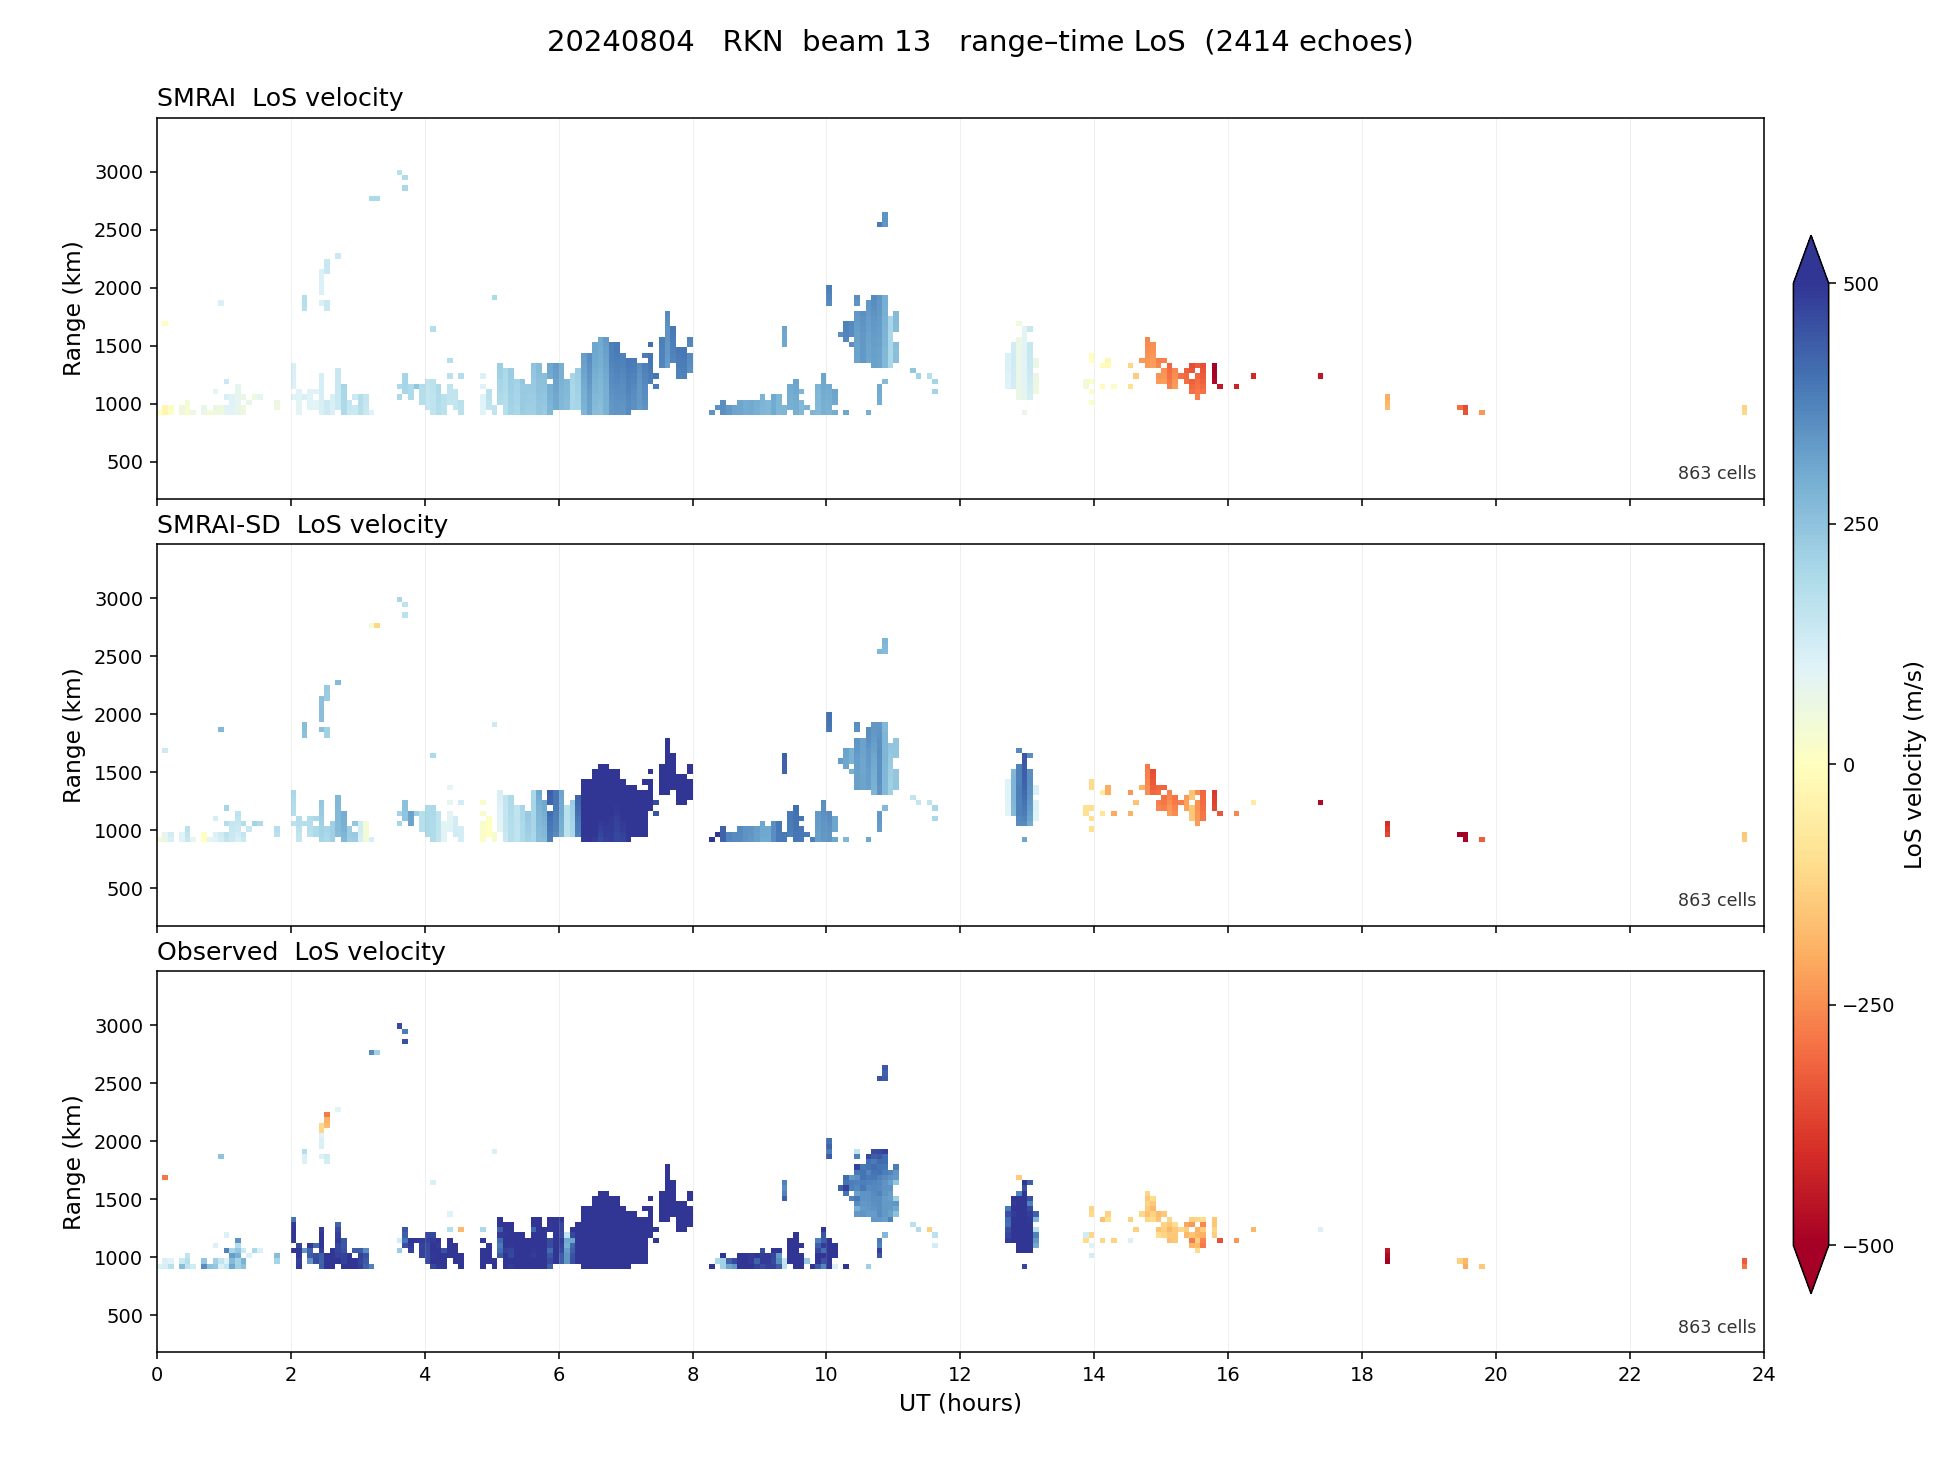 20240804   RKN  beam 13   range–time LoS  (2414 echoes)
SMRAI  LoS velocity
3000
2500
2000
1500
1000
500
Range (km)
863 cells
SMRAI-SD  LoS velocity
3000
2500
2000
1500
1000
500
Range (km)
863 cells
Observed  LoS velocity
3000
2500
2000
1500
1000
500
Range (km)
863 cells
0 2 4 6 8 10 12 14 16 18 20 22 24
UT (hours)
500
250
0
−250
−500
LoS velocity (m/s)